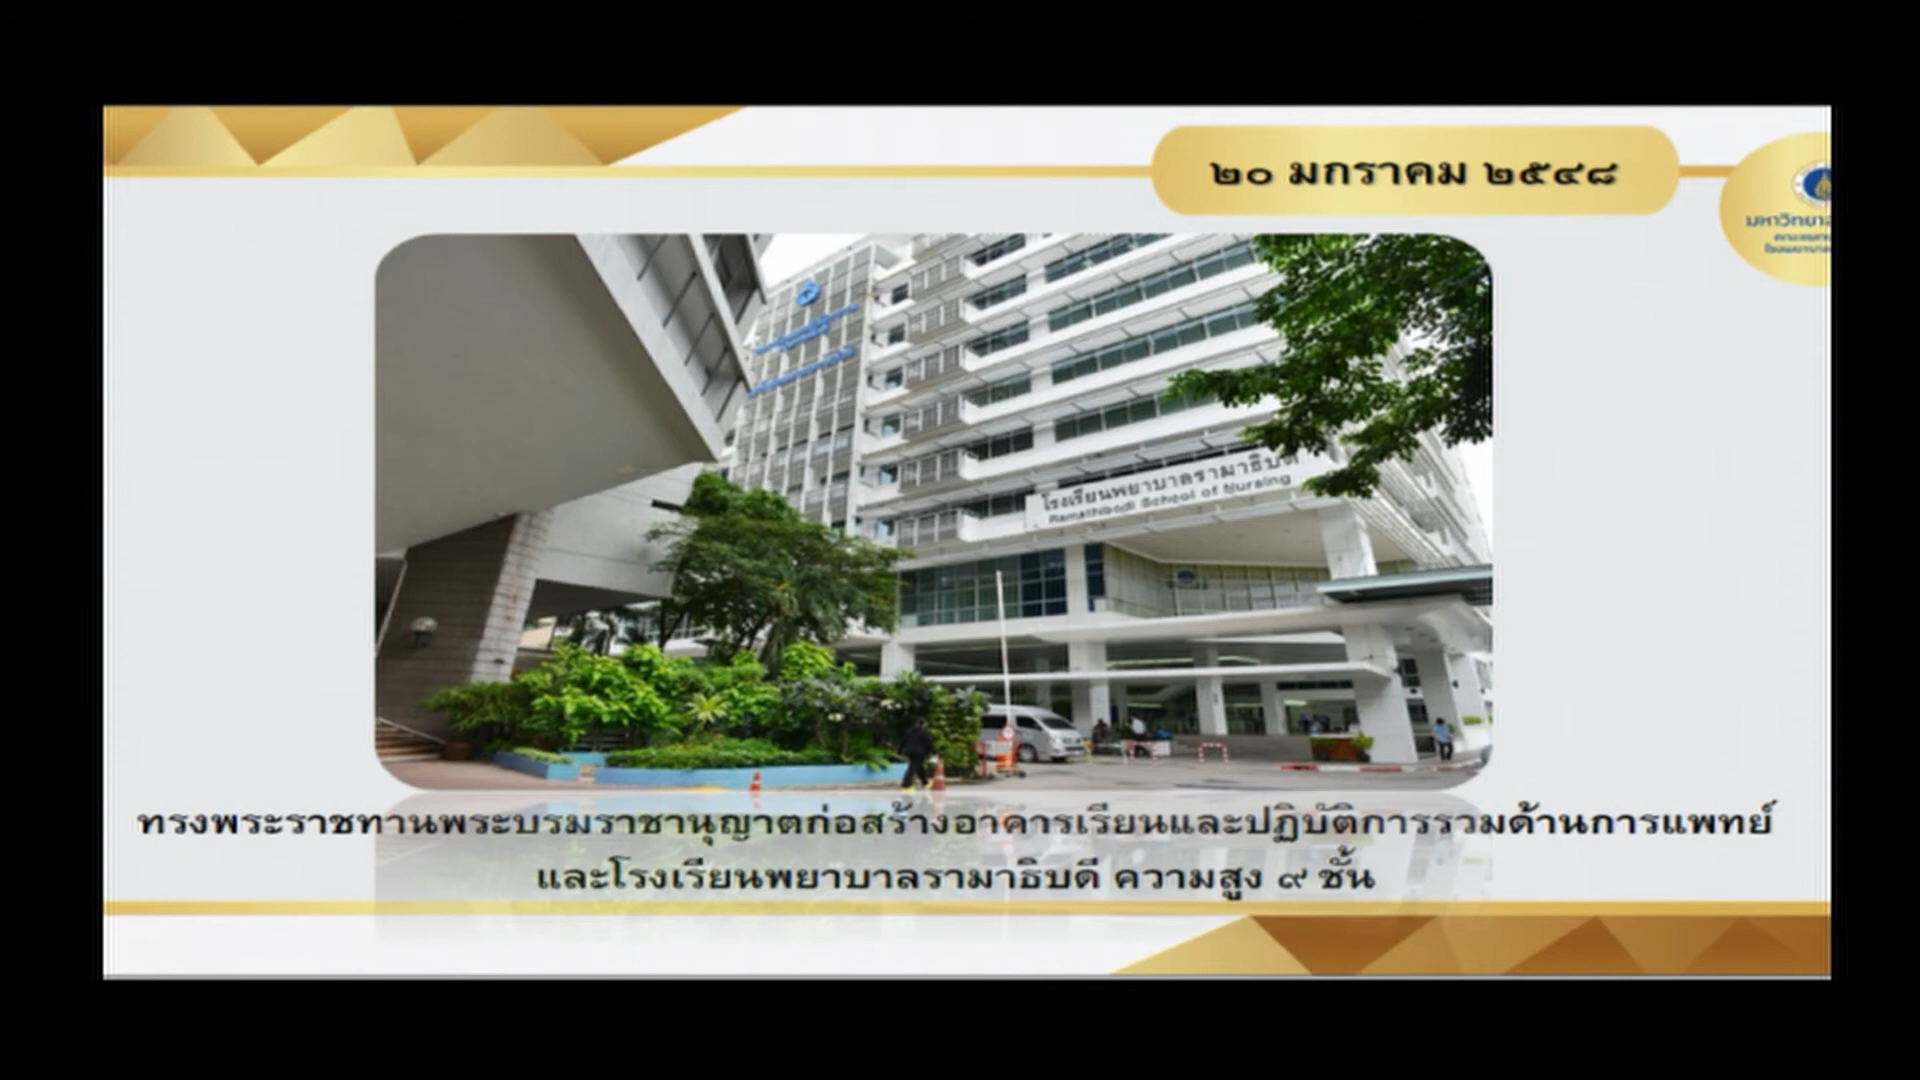 ๒๐ มกราคม ๒๕๔๘
โรงเรียนพยาบาลรามาธิบดี
Ramathibodi School of Nursing
ทรงพระราชทานพระบรมราชานุญาตก่อสร้างอาคารเรียนและปฏิบัติการรวมด้านการแพทย์
และโรงเรียนพยาบาลรามาธิบดี ความสูง ๙ ชั้น